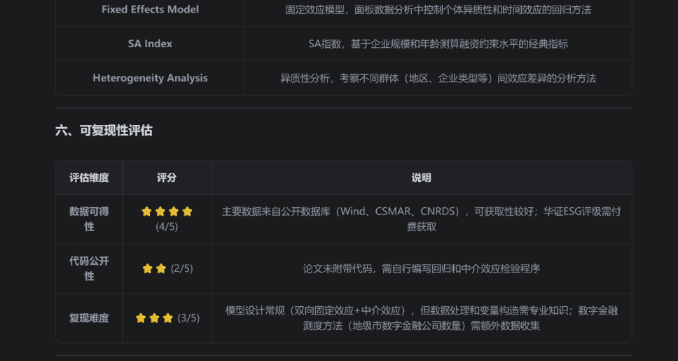 Fixed Effects Model 固定效应模型，面板数据分析中控制个体异质性和时间效应的回归方法
SA Index SA指数，基于企业规模和年龄测算融资约束水平的经典指标
Heterogeneity Analysis 异质性分析，考察不同群体（地区、企业类型等）间效应差异的分析方法
六、可复现性评估
评估维度 评分 说明
数据可得性 (4/5) 主要数据来自公开数据库（Wind、CSMAR、CNRDS），可获取性较好；华证ESG评级需付
费获取
代码公开性 (2/5) 论文未附带代码，需自行编写回归和中介效应检验程序
复现难度 (3/5) 模型设计常规（双向固定效应+中介效应），但数据处理和变量构造需专业知识；数字金融
测度方法（地级市数字金融公司数量）需额外数据收集